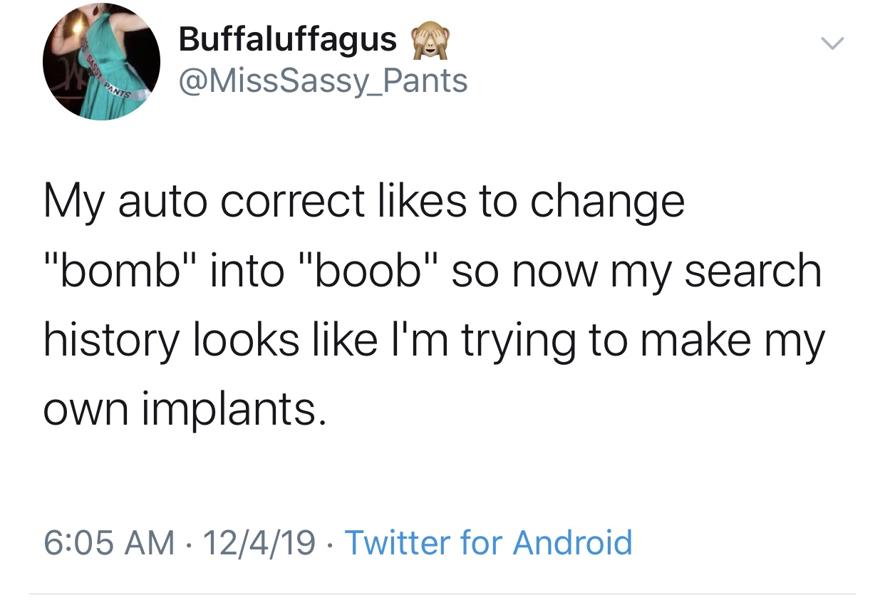 Buffaluffagus 🙈
@MissSassy_Pants
My auto correct likes to change
"bomb" into "boob" so now my search
history looks like I'm trying to make my
own implants.
6:05 AM · 12/4/19 · Twitter for Android